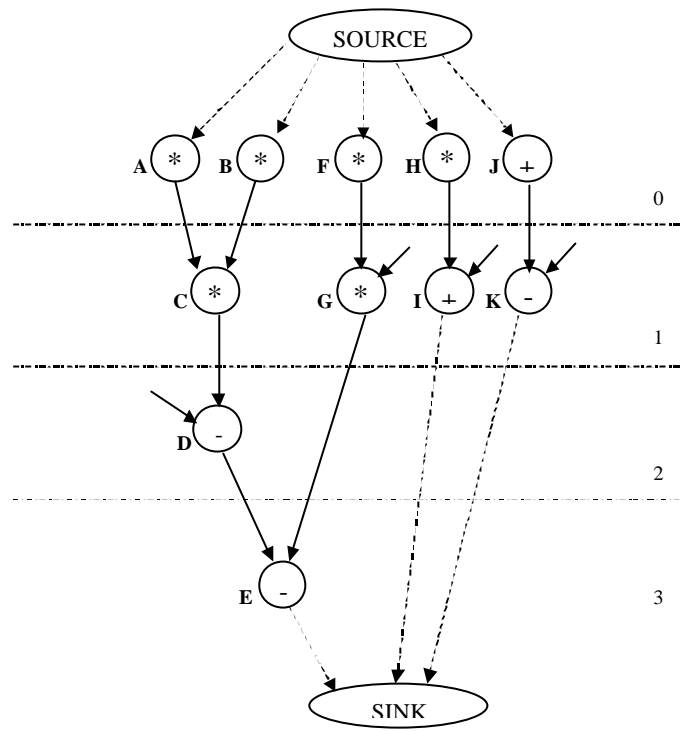 SOURCE
A * B * F * H * J +
0
C * G * I + K -
1
D -
2
E -
3
SINK